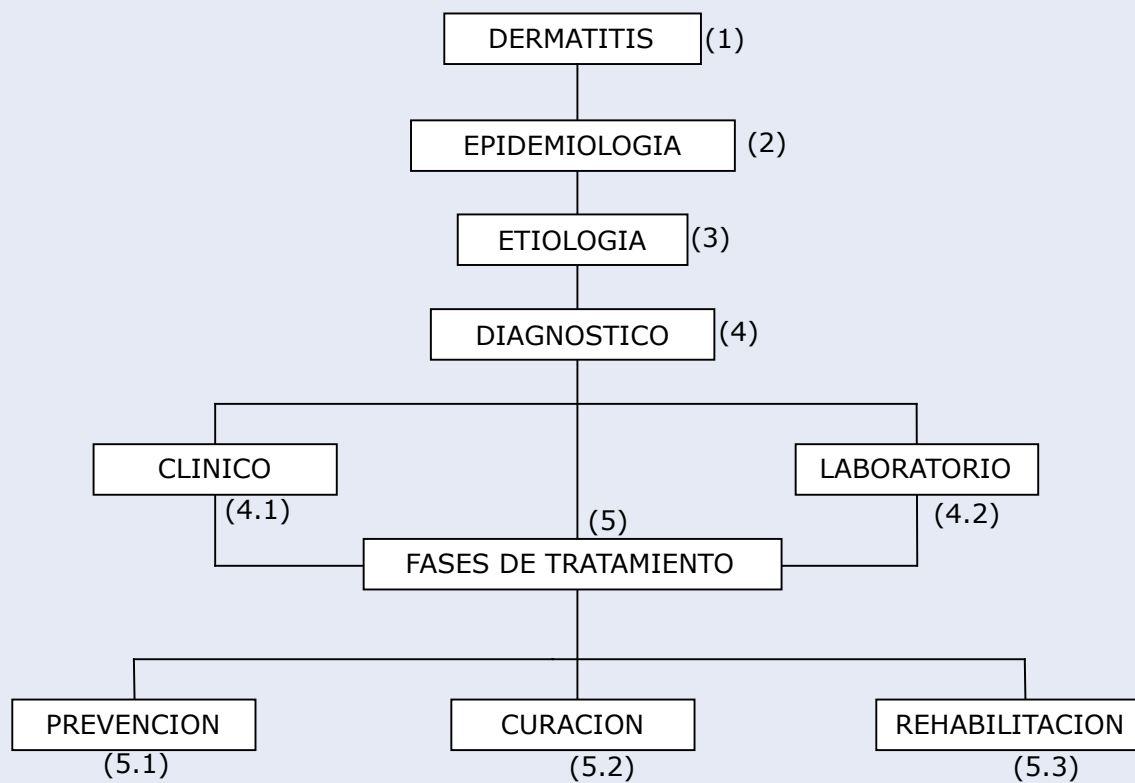 DERMATITIS (1)
EPIDEMIOLOGIA (2)
ETIOLOGIA (3)
DIAGNOSTICO (4)
CLINICO LABORATORIO
(4.1) (4.2)
(5)
FASES DE TRATAMIENTO
PREVENCION CURACION REHABILITACION
(5.1) (5.2) (5.3)